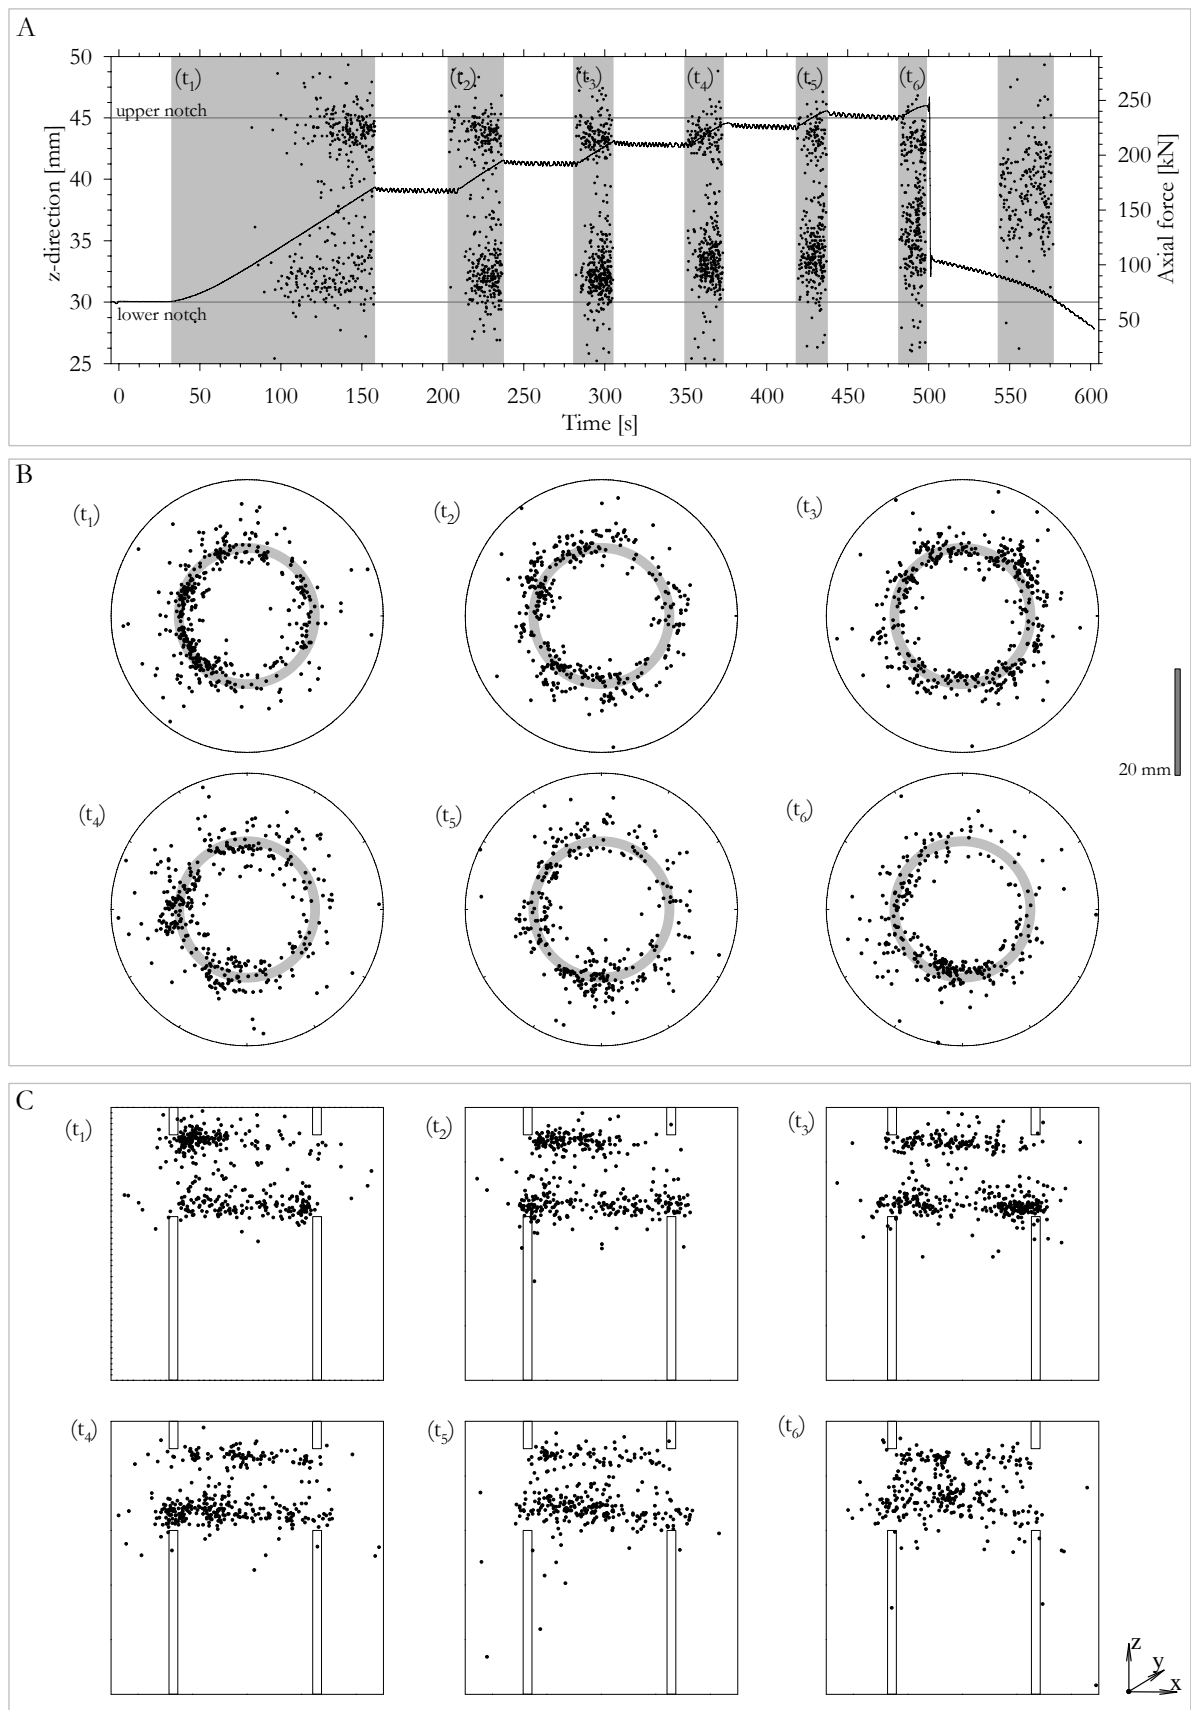 A
50
45
40
35
30
25
z-direction [mm]
upper notch
lower notch
(t1)
(t2)
(t3)
(t4)
(t5)
(t6)
250
200
150
100
50
Axial force [kN]
0 50 100 150 200 250 300 350 400 450 500 550 600
Time [s]
B
(t1)
(t2)
(t3)
20 mm
(t4)
(t5)
(t6)
C
(t1)
(t2)
(t3)
(t4)
(t5)
(t6)
z
y
x